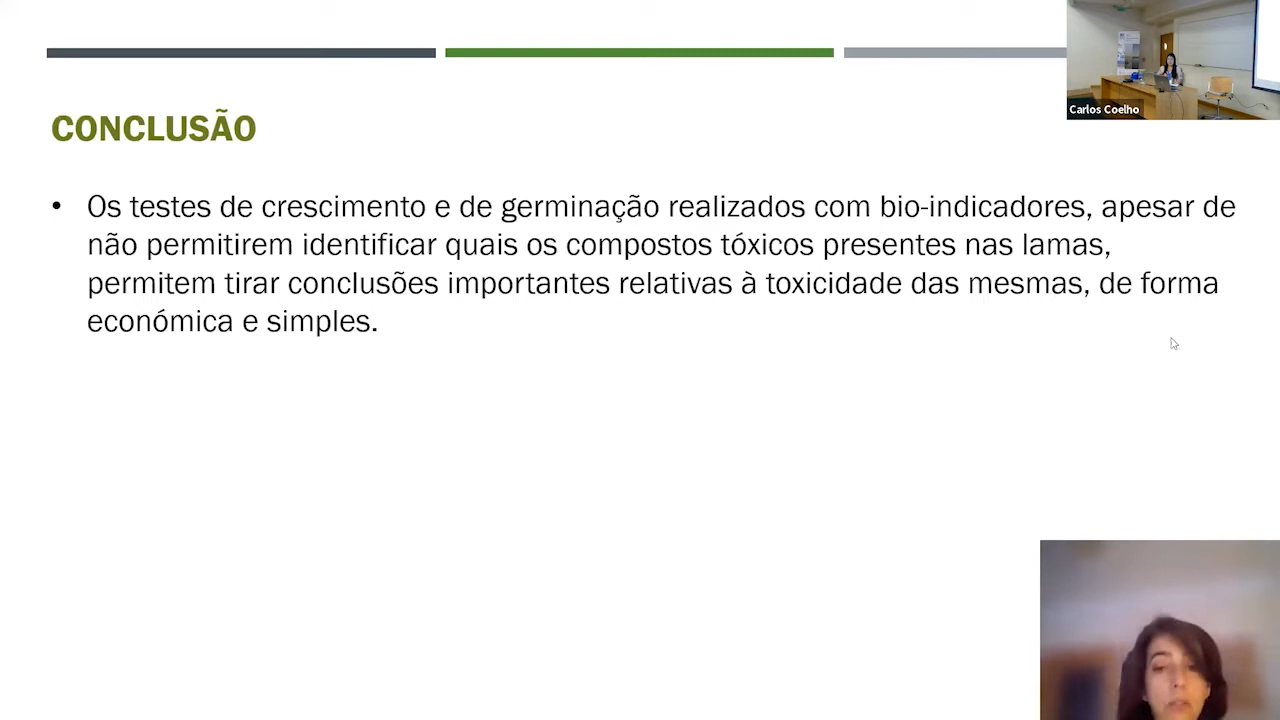 Carlos Coelho
CONCLUSÃO
• Os testes de crescimento e de germinação realizados com bio-indicadores, apesar de
não permitirem identificar quais os compostos tóxicos presentes nas lamas,
permitem tirar conclusões importantes relativas à toxicidade das mesmas, de forma
económica e simples.